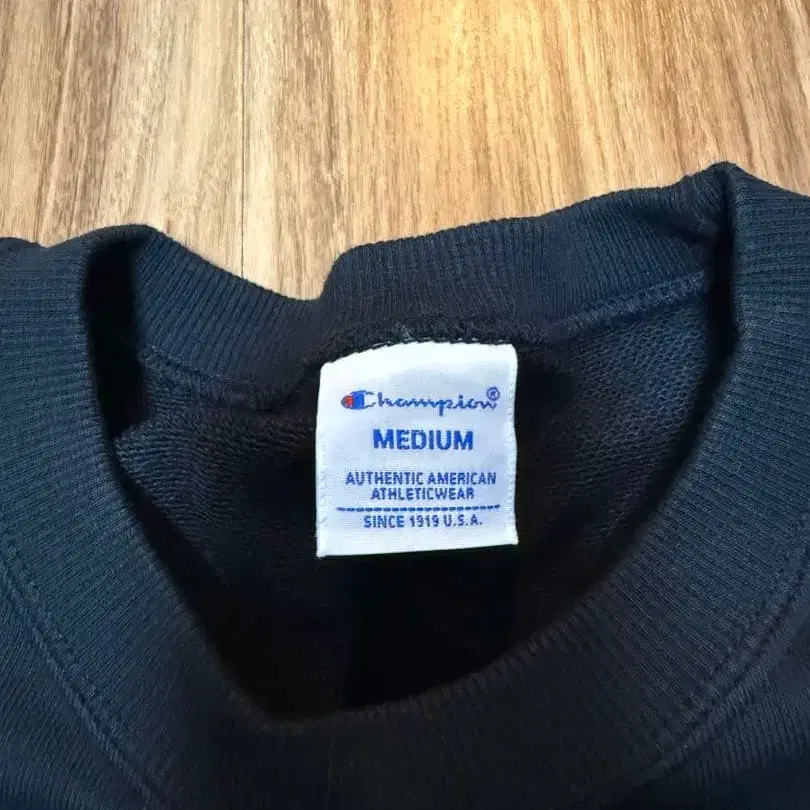 Champion®
MEDIUM
AUTHENTIC AMERICAN
ATHLETICWEAR
SINCE 1919 U.S.A.